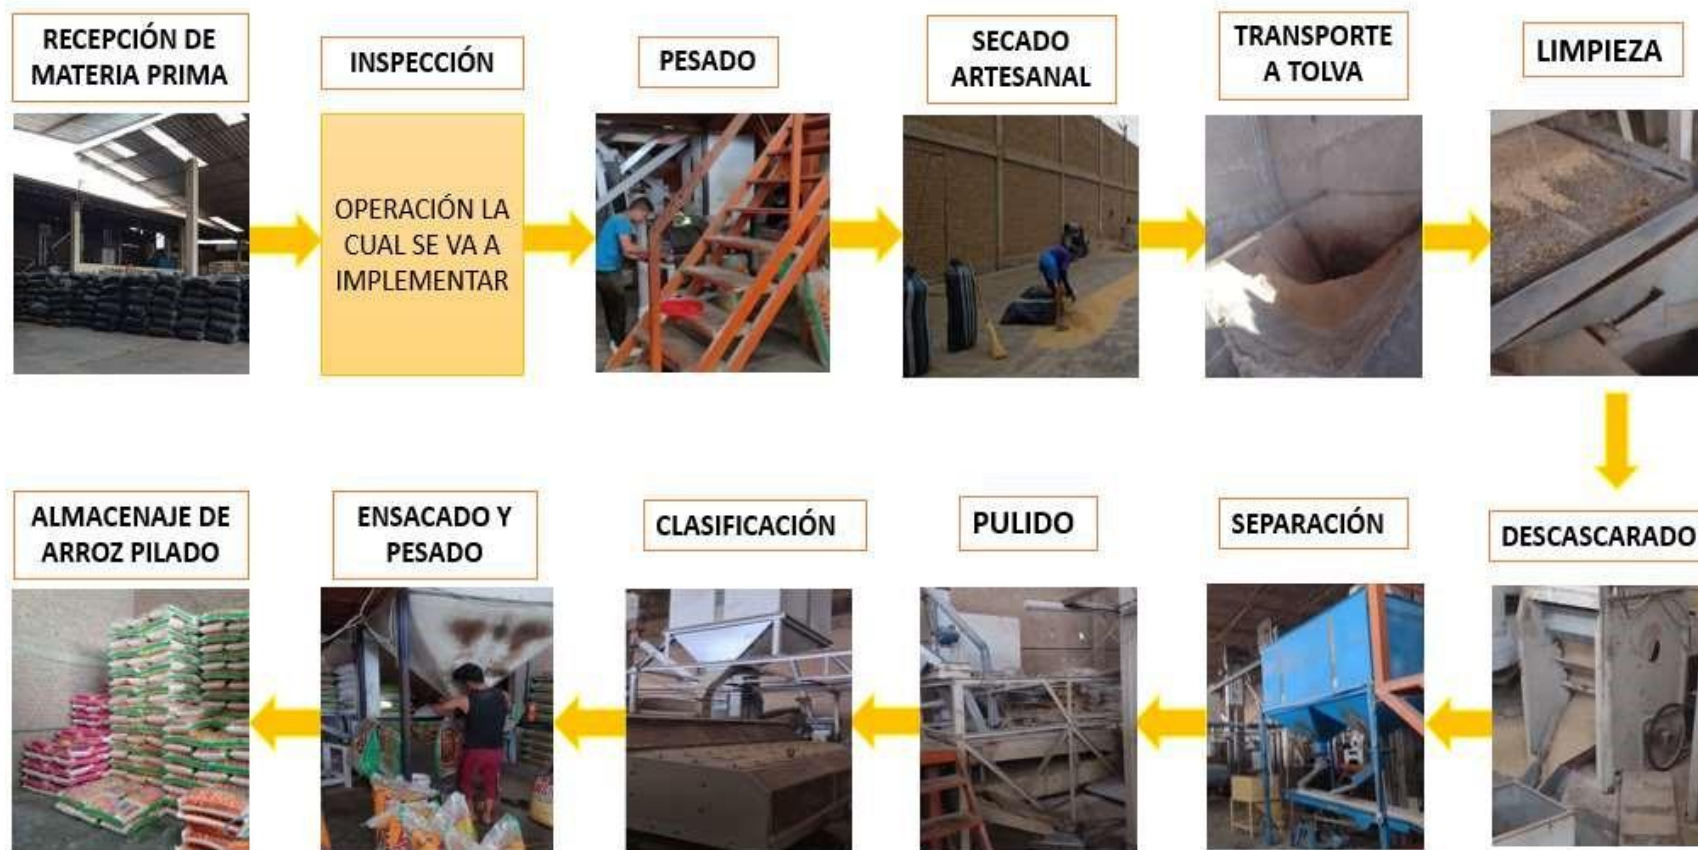 RECEPCIÓN DE
MATERIA PRIMA
INSPECCIÓN
PESADO
SECADO
ARTESANAL
TRANSPORTE
A TOLVA
LIMPIEZA
OPERACIÓN LA
CUAL SE VA A
IMPLEMENTAR
ALMACENAJE DE
ARROZ PILADO
ENSACADO Y
PESADO
CLASIFICACIÓN
PULIDO
SEPARACIÓN
DESCASCARADO